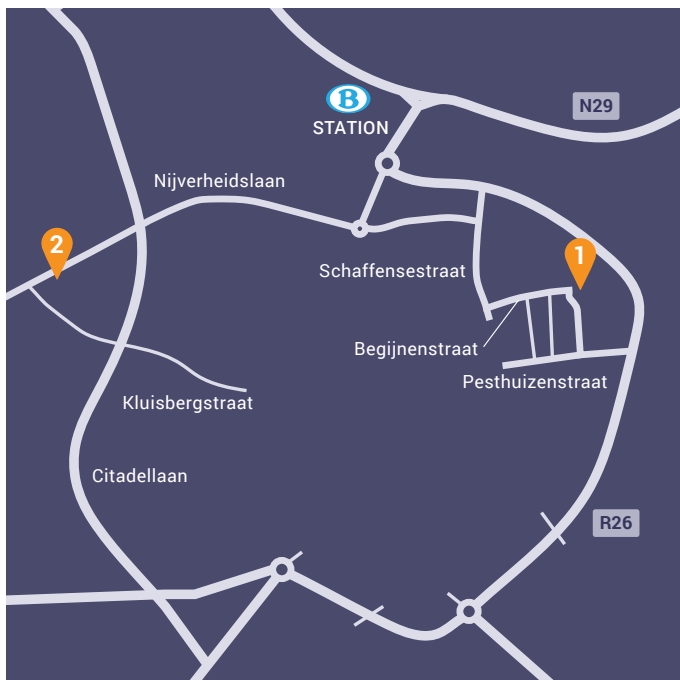 B
STATION
N29
Nijverheidslaan
2
1
Schaffensestraat
Begijnenstraat
Pesthuizenstraat
Kluisbergstraat
Citadellaan
R26